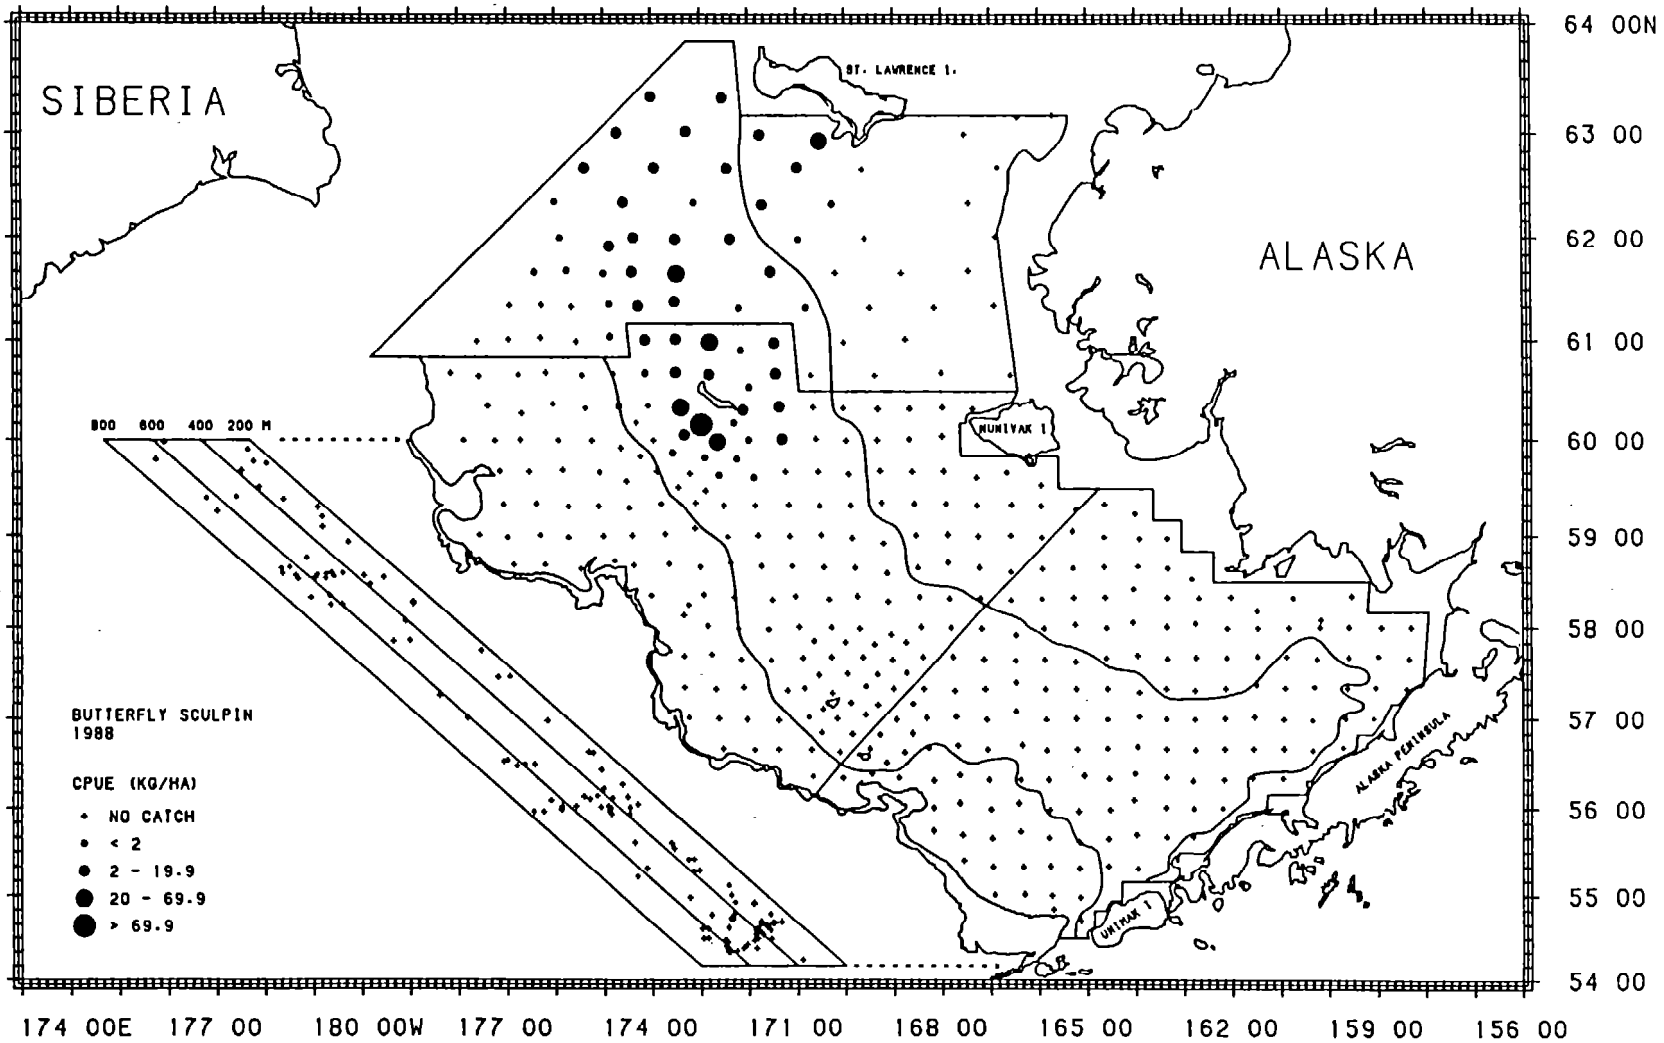 64 00N
ST. LAWRENCE I.
SIBERIA
63 00
62 00
ALASKA
61 00
800 600 400 200 M
NUNIVAK I
60 00
59 00
58 00
BUTTERFLY SCULPIN
1988
57 00
ALASKA PENINSULA
CPUE (KG/HA)
NO CATCH
56 00
< 2
2 - 19.9
20 - 69.9
55 00
> 69.9
UNIMAK I
54 00
174 00E 177 00 180 00W 177 00 174 00 171 00 168 00 165 00 162 00 159 00 156 00